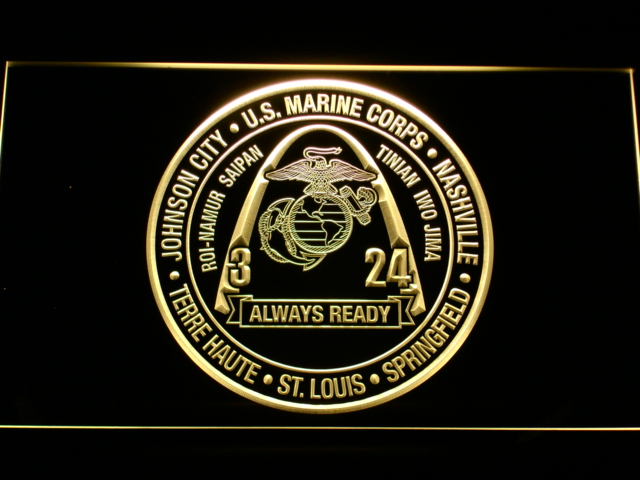 JOHNSON CITY • U.S. MARINE CORPS • NASHVILLE •
TERRE HAUTE • ST. LOUIS • SPRINGFIELD •
ROI-NAMUR SAIPAN
TINIAN IWO JIMA
3 24
ALWAYS READY